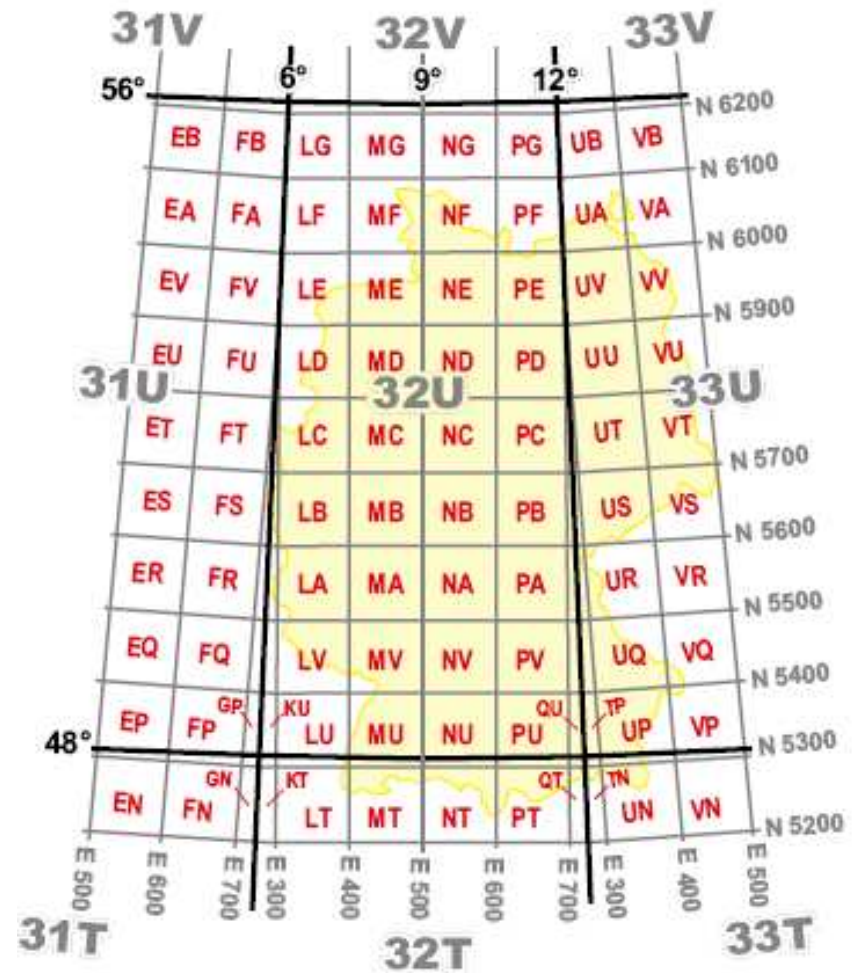 31V 32V 33V
6° 9° 12°
56° N 6200
EB FB LG MG NG PG UB VB
N 6100
EA FA LF MF NF PF UA VA
N 6000
EV FV LE ME NE PE UV VV
N 5900
EU FU LD MD ND PD UU VU
31U 32U 33U
ET FT LC MC NC PC UT VT
N 5700
ES FS LB MB NB PB US VS
N 5600
ER FR LA MA NA PA UR VR
N 5500
EQ FQ LV MV NV PV UQ VQ
N 5400
GP KU QU TP
EP FP LU MU NU PU UP VP
48° N 5300
GN KT QT TN
EN FN LT MT NT PT UN VN
N 5200
E 500 E 600 E 700 E 300 E 400 E 500 E 600 E 700 E 300 E 400 E 500
31T 32T 33T